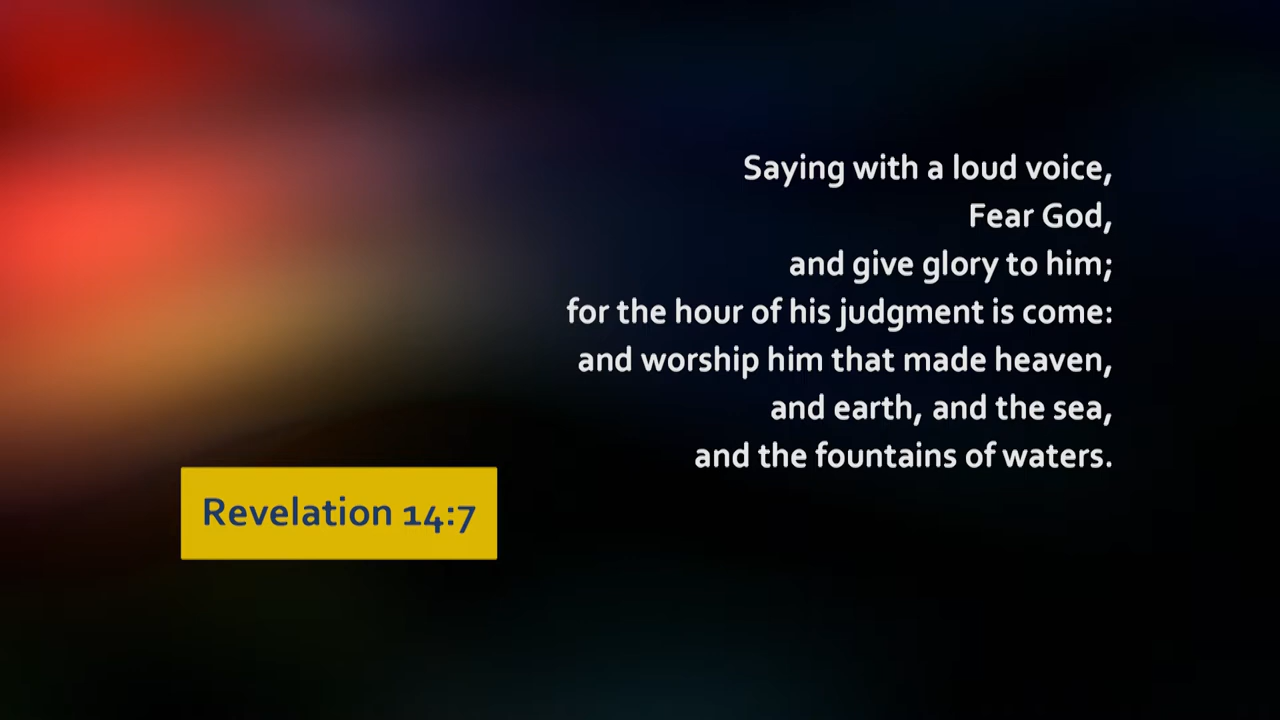 Saying with a loud voice,
Fear God,
and give glory to him;
for the hour of his judgment is come:
and worship him that made heaven,
and earth, and the sea,
and the fountains of waters.
Revelation 14:7